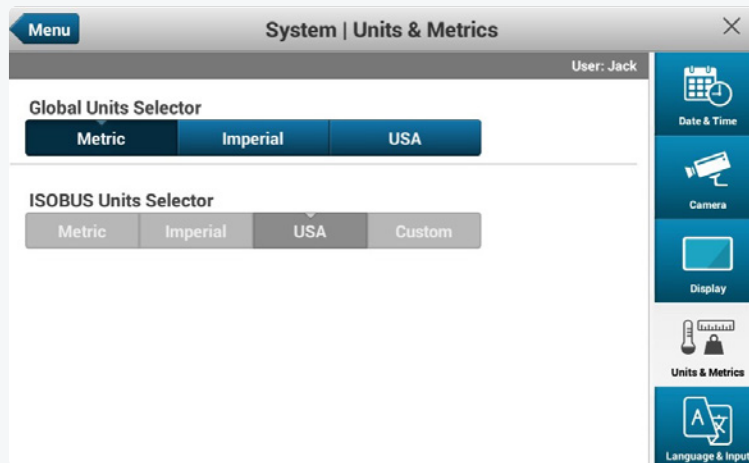 Menu
System | Units & Metrics
User: Jack
Global Units Selector
Metric Imperial USA
ISOBUS Units Selector
Metric Imperial USA Custom
Date & Time
Camera
Display
Units & Metrics
A
Language & Input